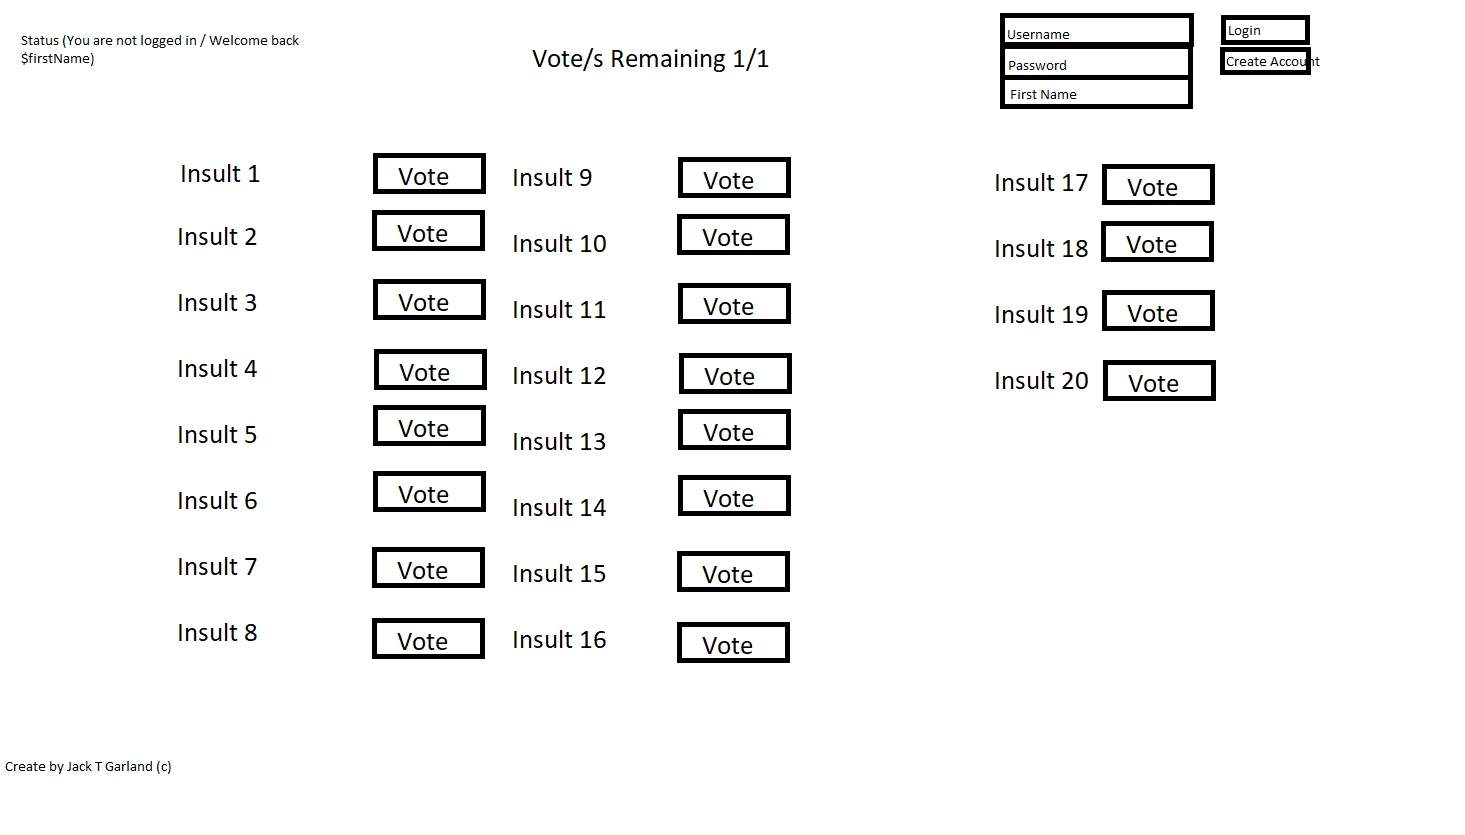 Status (You are not logged in / Welcome back
$firstName)
Vote/s Remaining 1/1
Username
Password
First Name
Login
Create Account
Insult 1
Vote
Insult 2
Vote
Insult 3
Vote
Insult 4
Vote
Insult 5
Vote
Insult 6
Vote
Insult 7
Vote
Insult 8
Vote
Insult 9
Vote
Insult 10
Vote
Insult 11
Vote
Insult 12
Vote
Insult 13
Vote
Insult 14
Vote
Insult 15
Vote
Insult 16
Vote
Insult 17
Vote
Insult 18
Vote
Insult 19
Vote
Insult 20
Vote
Create by Jack T Garland (c)